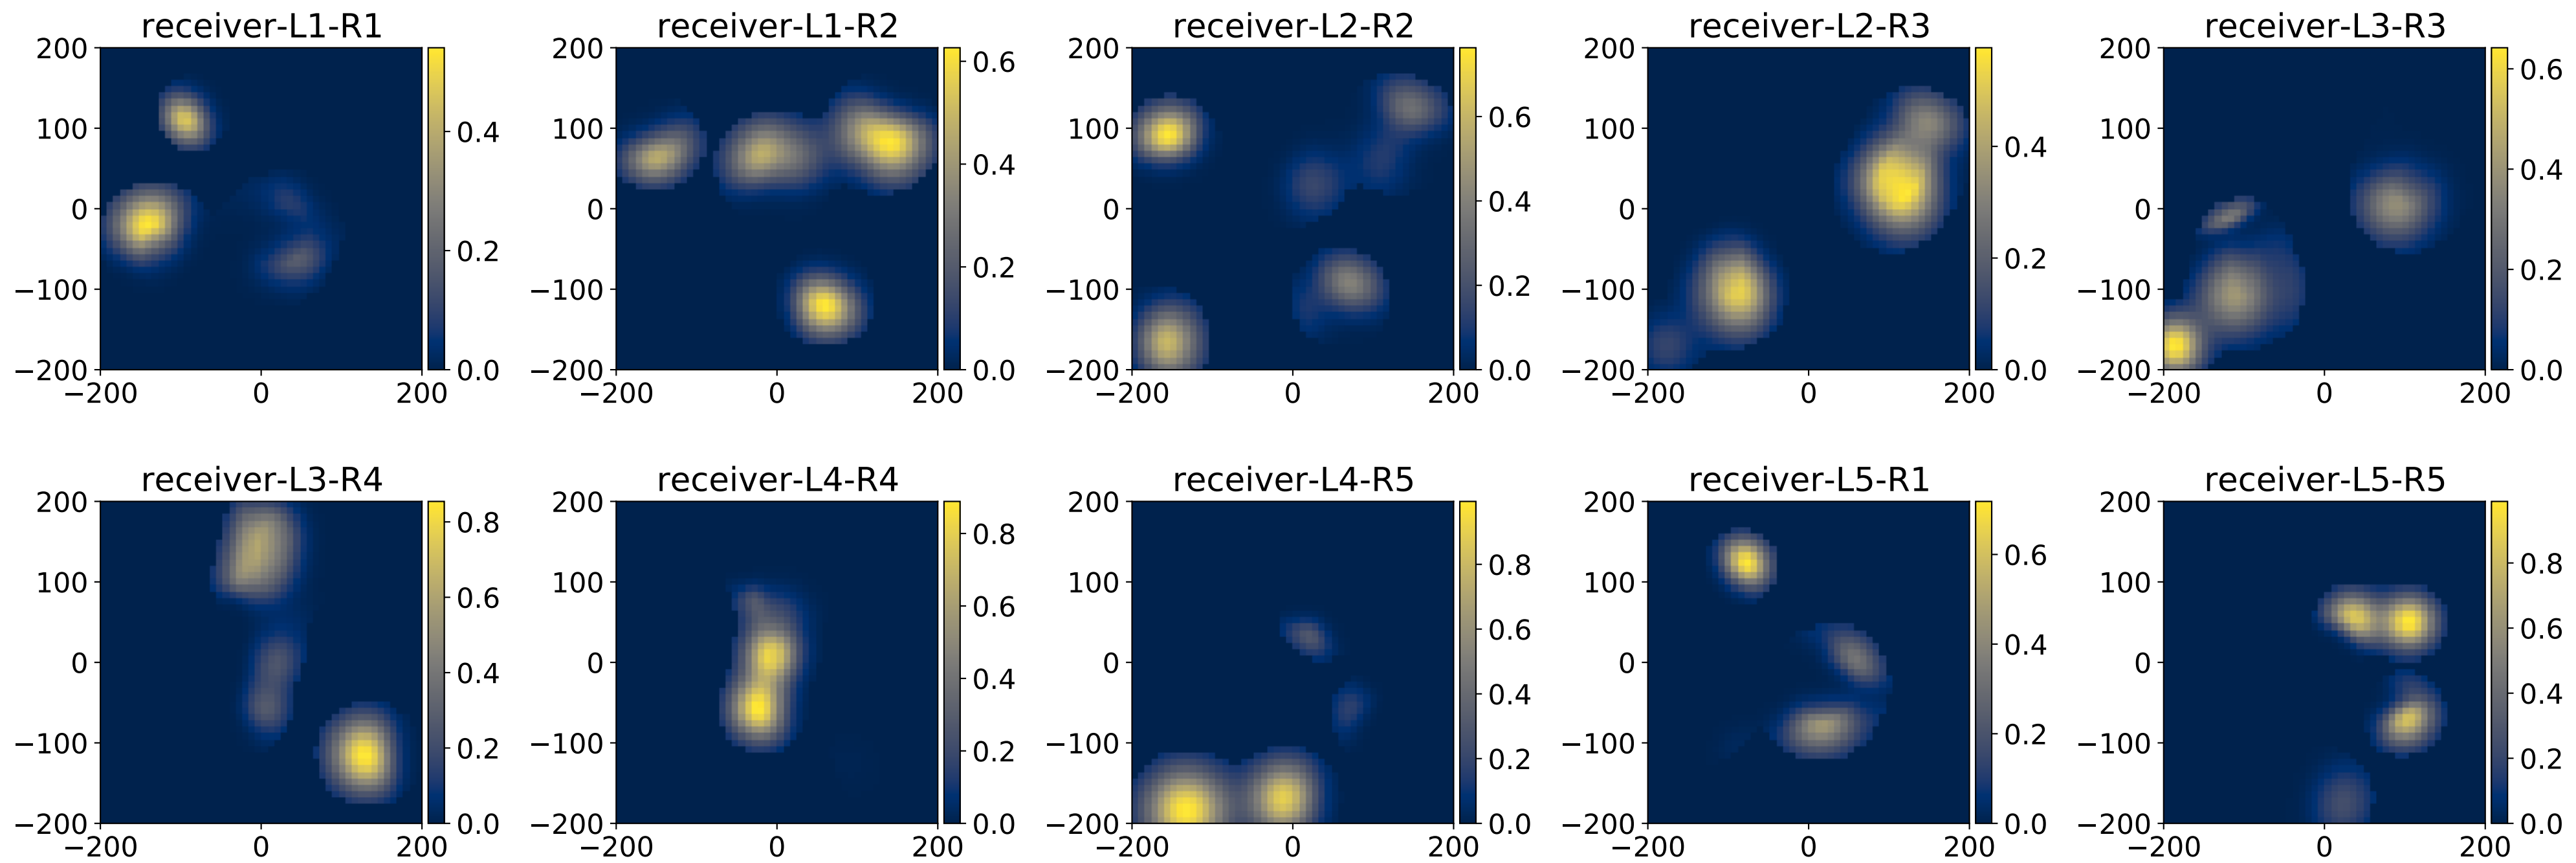 receiver-L1-R1 receiver-L1-R2 receiver-L2-R2 receiver-L2-R3 receiver-L3-R3
200 200 200 200 200
100 100 100 100 100
0 0 0 0 0
−100 −100 −100 −100 −100
−200 −200 −200 −200 −200
−200 0 200 −200 0 200 −200 0 200 −200 0 200 −200 0 200
0.4 0.2 0.0
0.6 0.4 0.2 0.0
0.6 0.4 0.2 0.0
0.4 0.2 0.0
0.6 0.4 0.2 0.0
receiver-L3-R4 receiver-L4-R4 receiver-L4-R5 receiver-L5-R1 receiver-L5-R5
200 200 200 200 200
100 100 100 100 100
0 0 0 0 0
−100 −100 −100 −100 −100
−200 −200 −200 −200 −200
−200 0 200 −200 0 200 −200 0 200 −200 0 200 −200 0 200
0.8 0.6 0.4 0.2 0.0
0.8 0.6 0.4 0.2 0.0
0.8 0.6 0.4 0.2 0.0
0.6 0.4 0.2 0.0
0.8 0.6 0.4 0.2 0.0